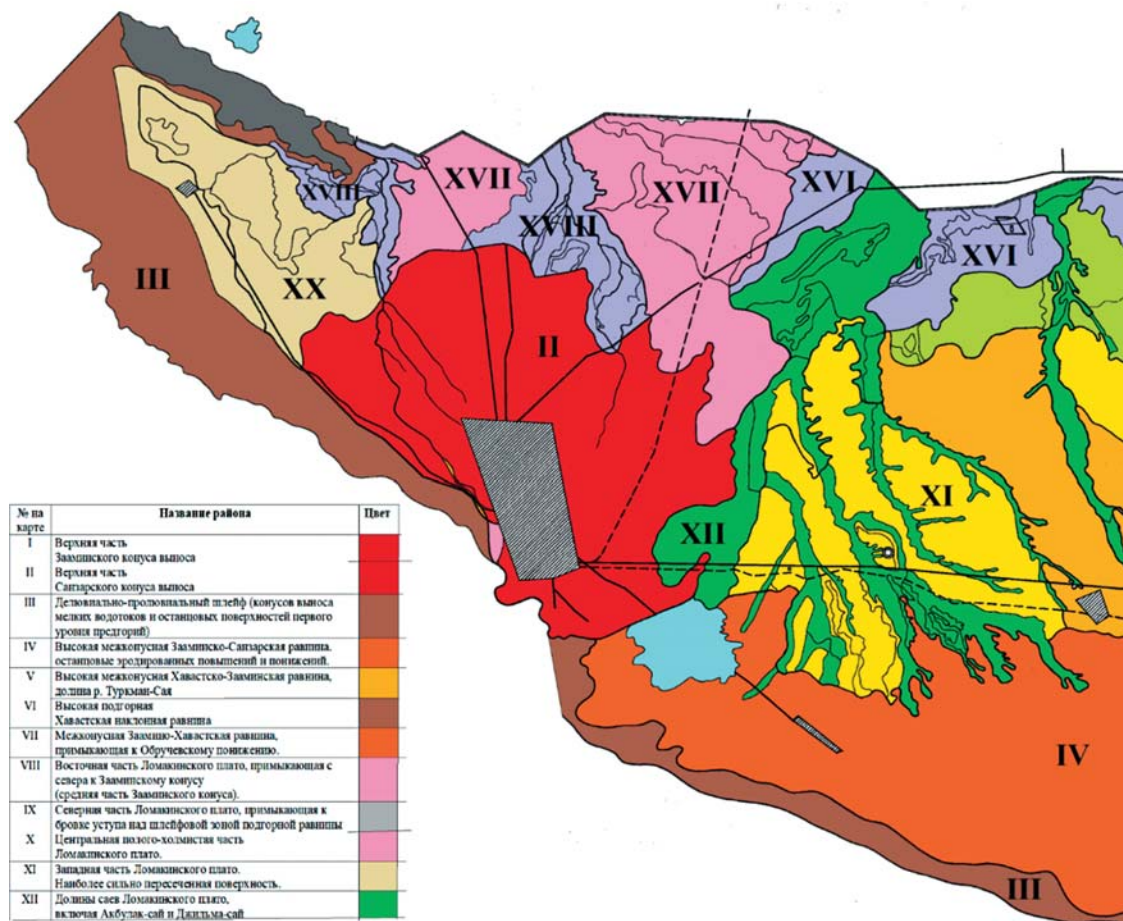 XVIII
XVII
XVIII
XVII
XVI
XVI
III
XX
II
XI
XII
IV
III
№ на карте Название района Цвет
I Верхняя часть
Зааминского конуса выноса
II Верхняя часть
Санзарского конуса выноса
III Делювиально-пролювиальный шлейф (конусов выноса
мелких водотоков и останцовых поверхностей первого
уровня предгорий)
IV Высокая межконусная Зааминско-Санзарская равнина.
останцовые эродированных повышений и понижений.
V Высокая межконусная Хавастско-Зааминская равнина,
долина р. Туркман-Сая
VI Высокая подгорная
Хавастская наклонная равнина
VII Межконусная Заамино-Хавастская равнина,
примыкающая к Обручевскому понижению.
VIII Восточная часть Ломакинского плато, примыкающая с
севера к Зааминскому конусу
(средняя часть Зааминского конуса).
IX Северная часть Ломакинского плато, примыкающая к
бровке уступа над шлейфовой зоной подгорной равнины
X Центральная полого-холмистая часть
Ломакинского плато.
XI Западная часть Ломакинского плато.
Наиболее сильно пересеченная поверхность.
XII Долины саев Ломакинского плато,
включая Акбулак-сай и Джильма-сай